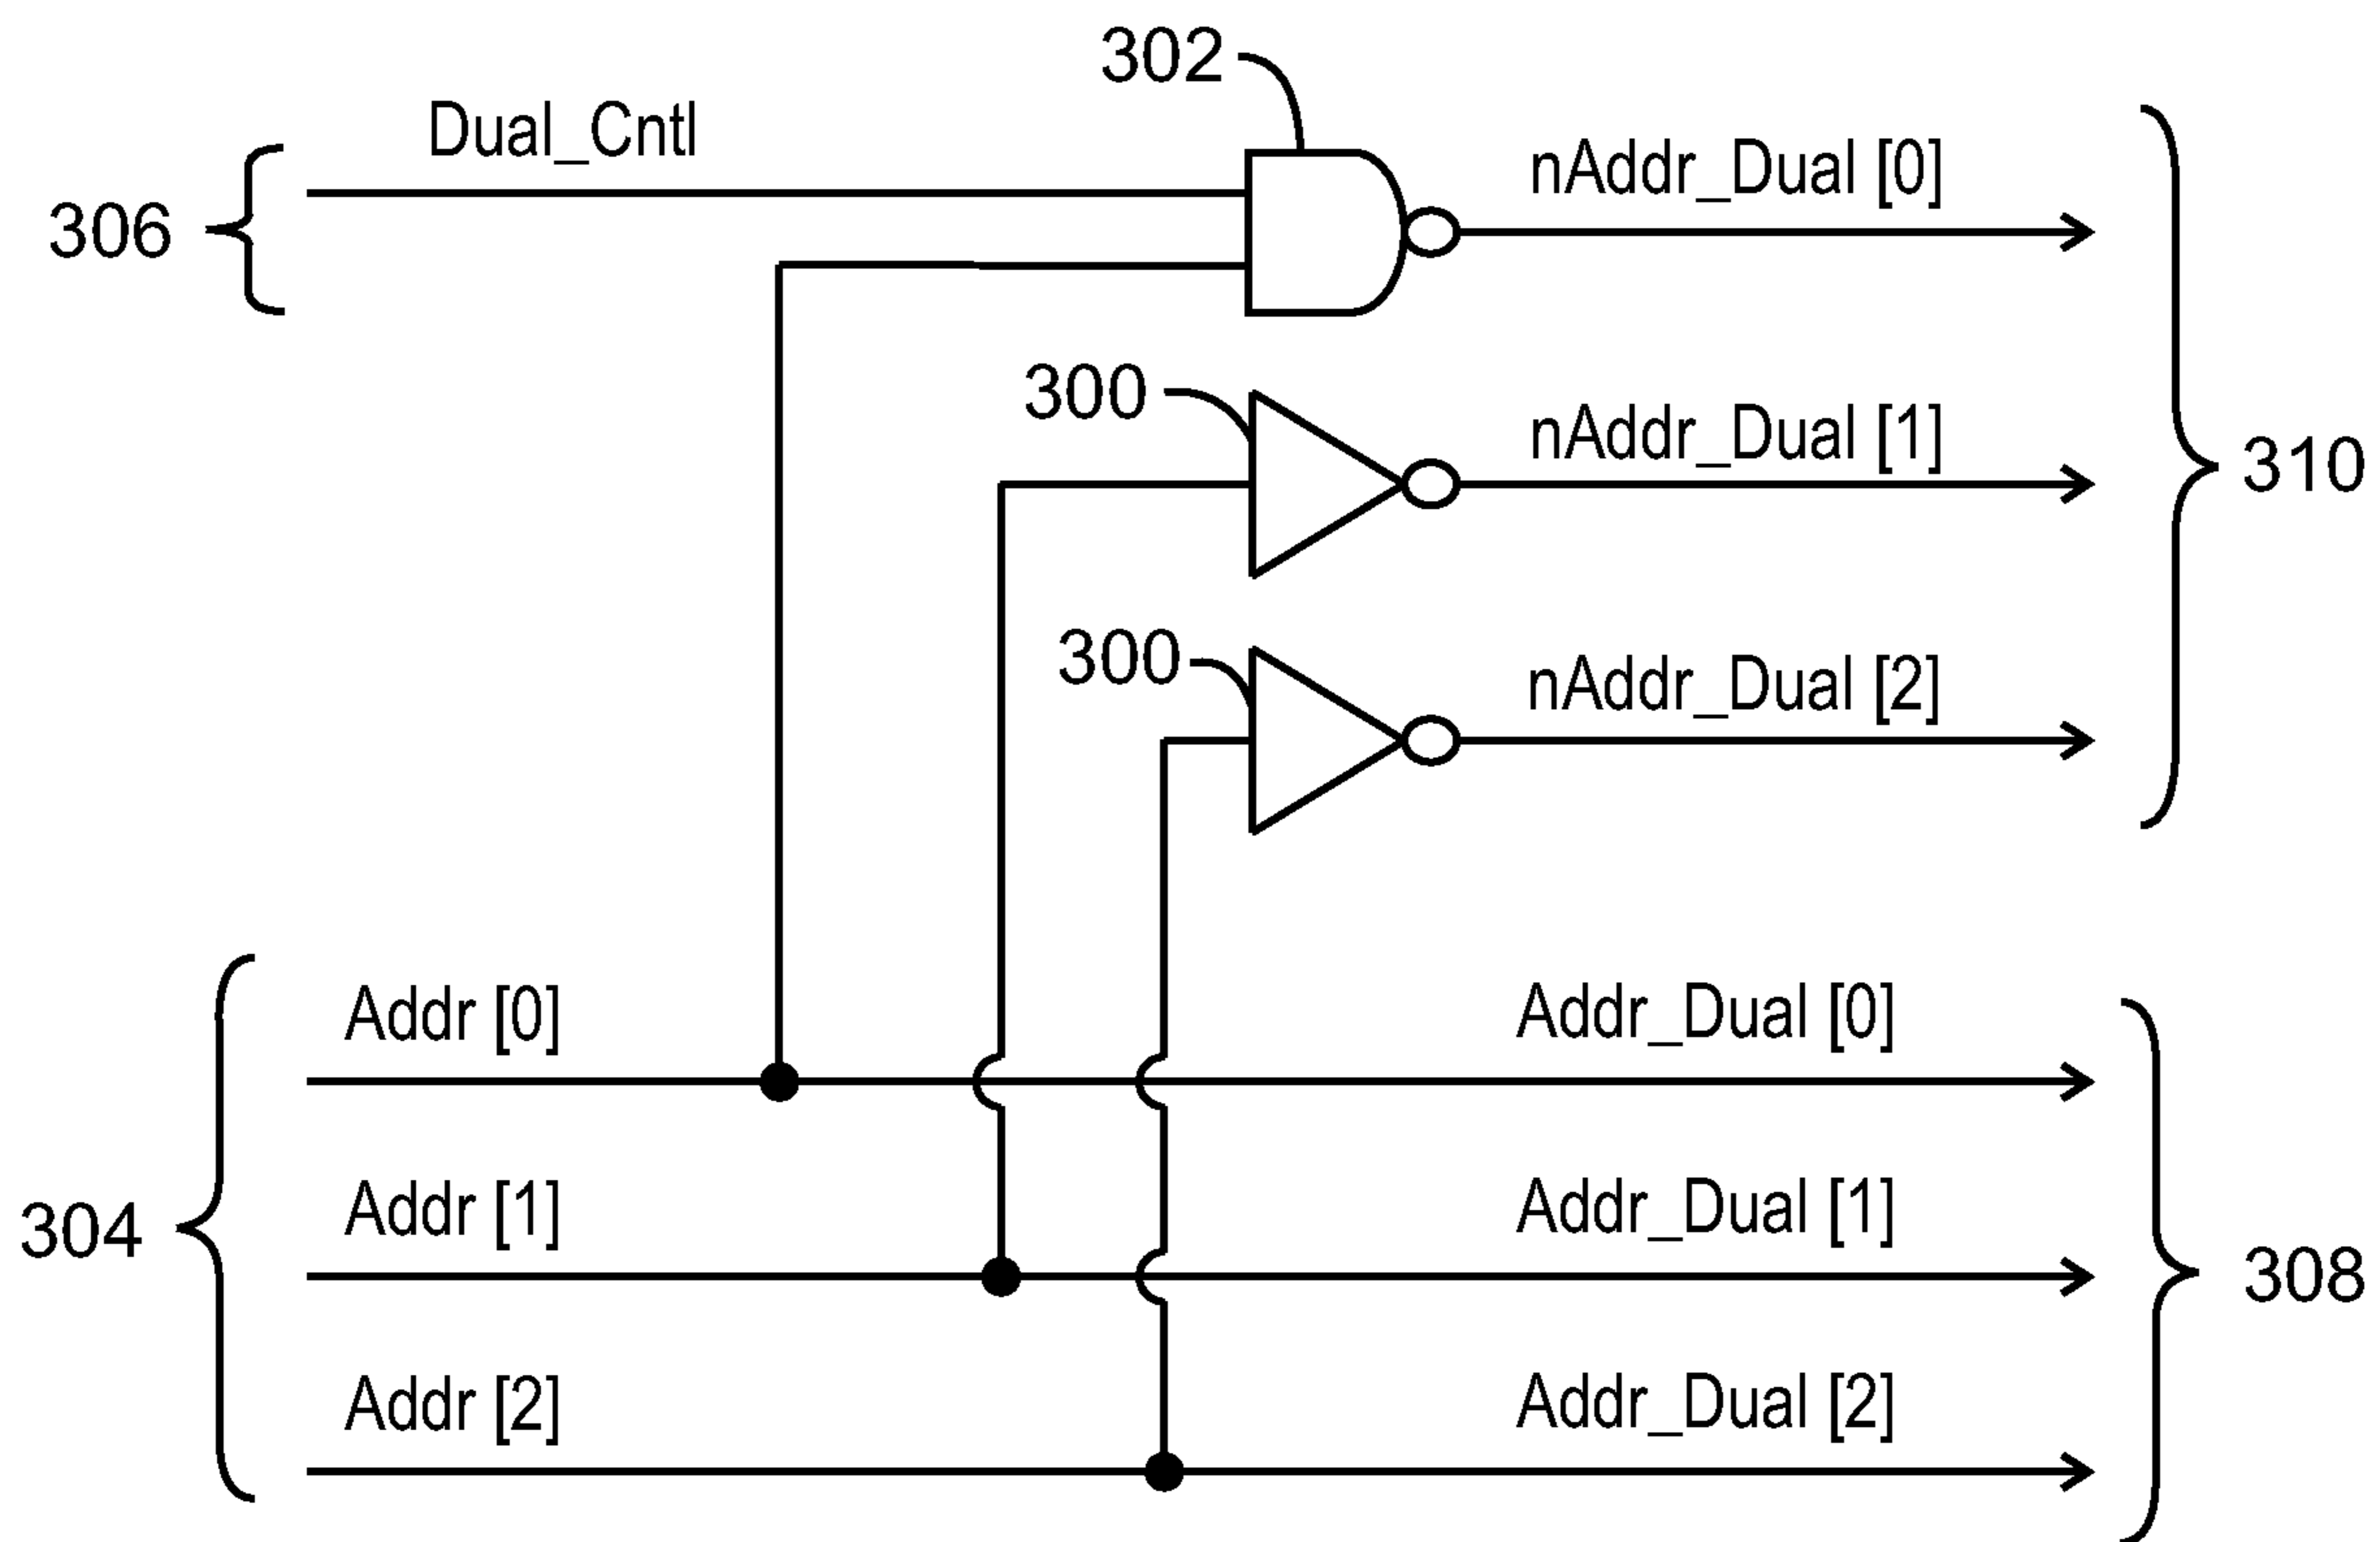 302
Dual_Cntl
nAddr_Dual [0]
306
300
nAddr_Dual [1]
310
300
nAddr_Dual [2]
Addr [0]
Addr_Dual [0]
304
Addr [1]
Addr_Dual [1]
308
Addr [2]
Addr_Dual [2]